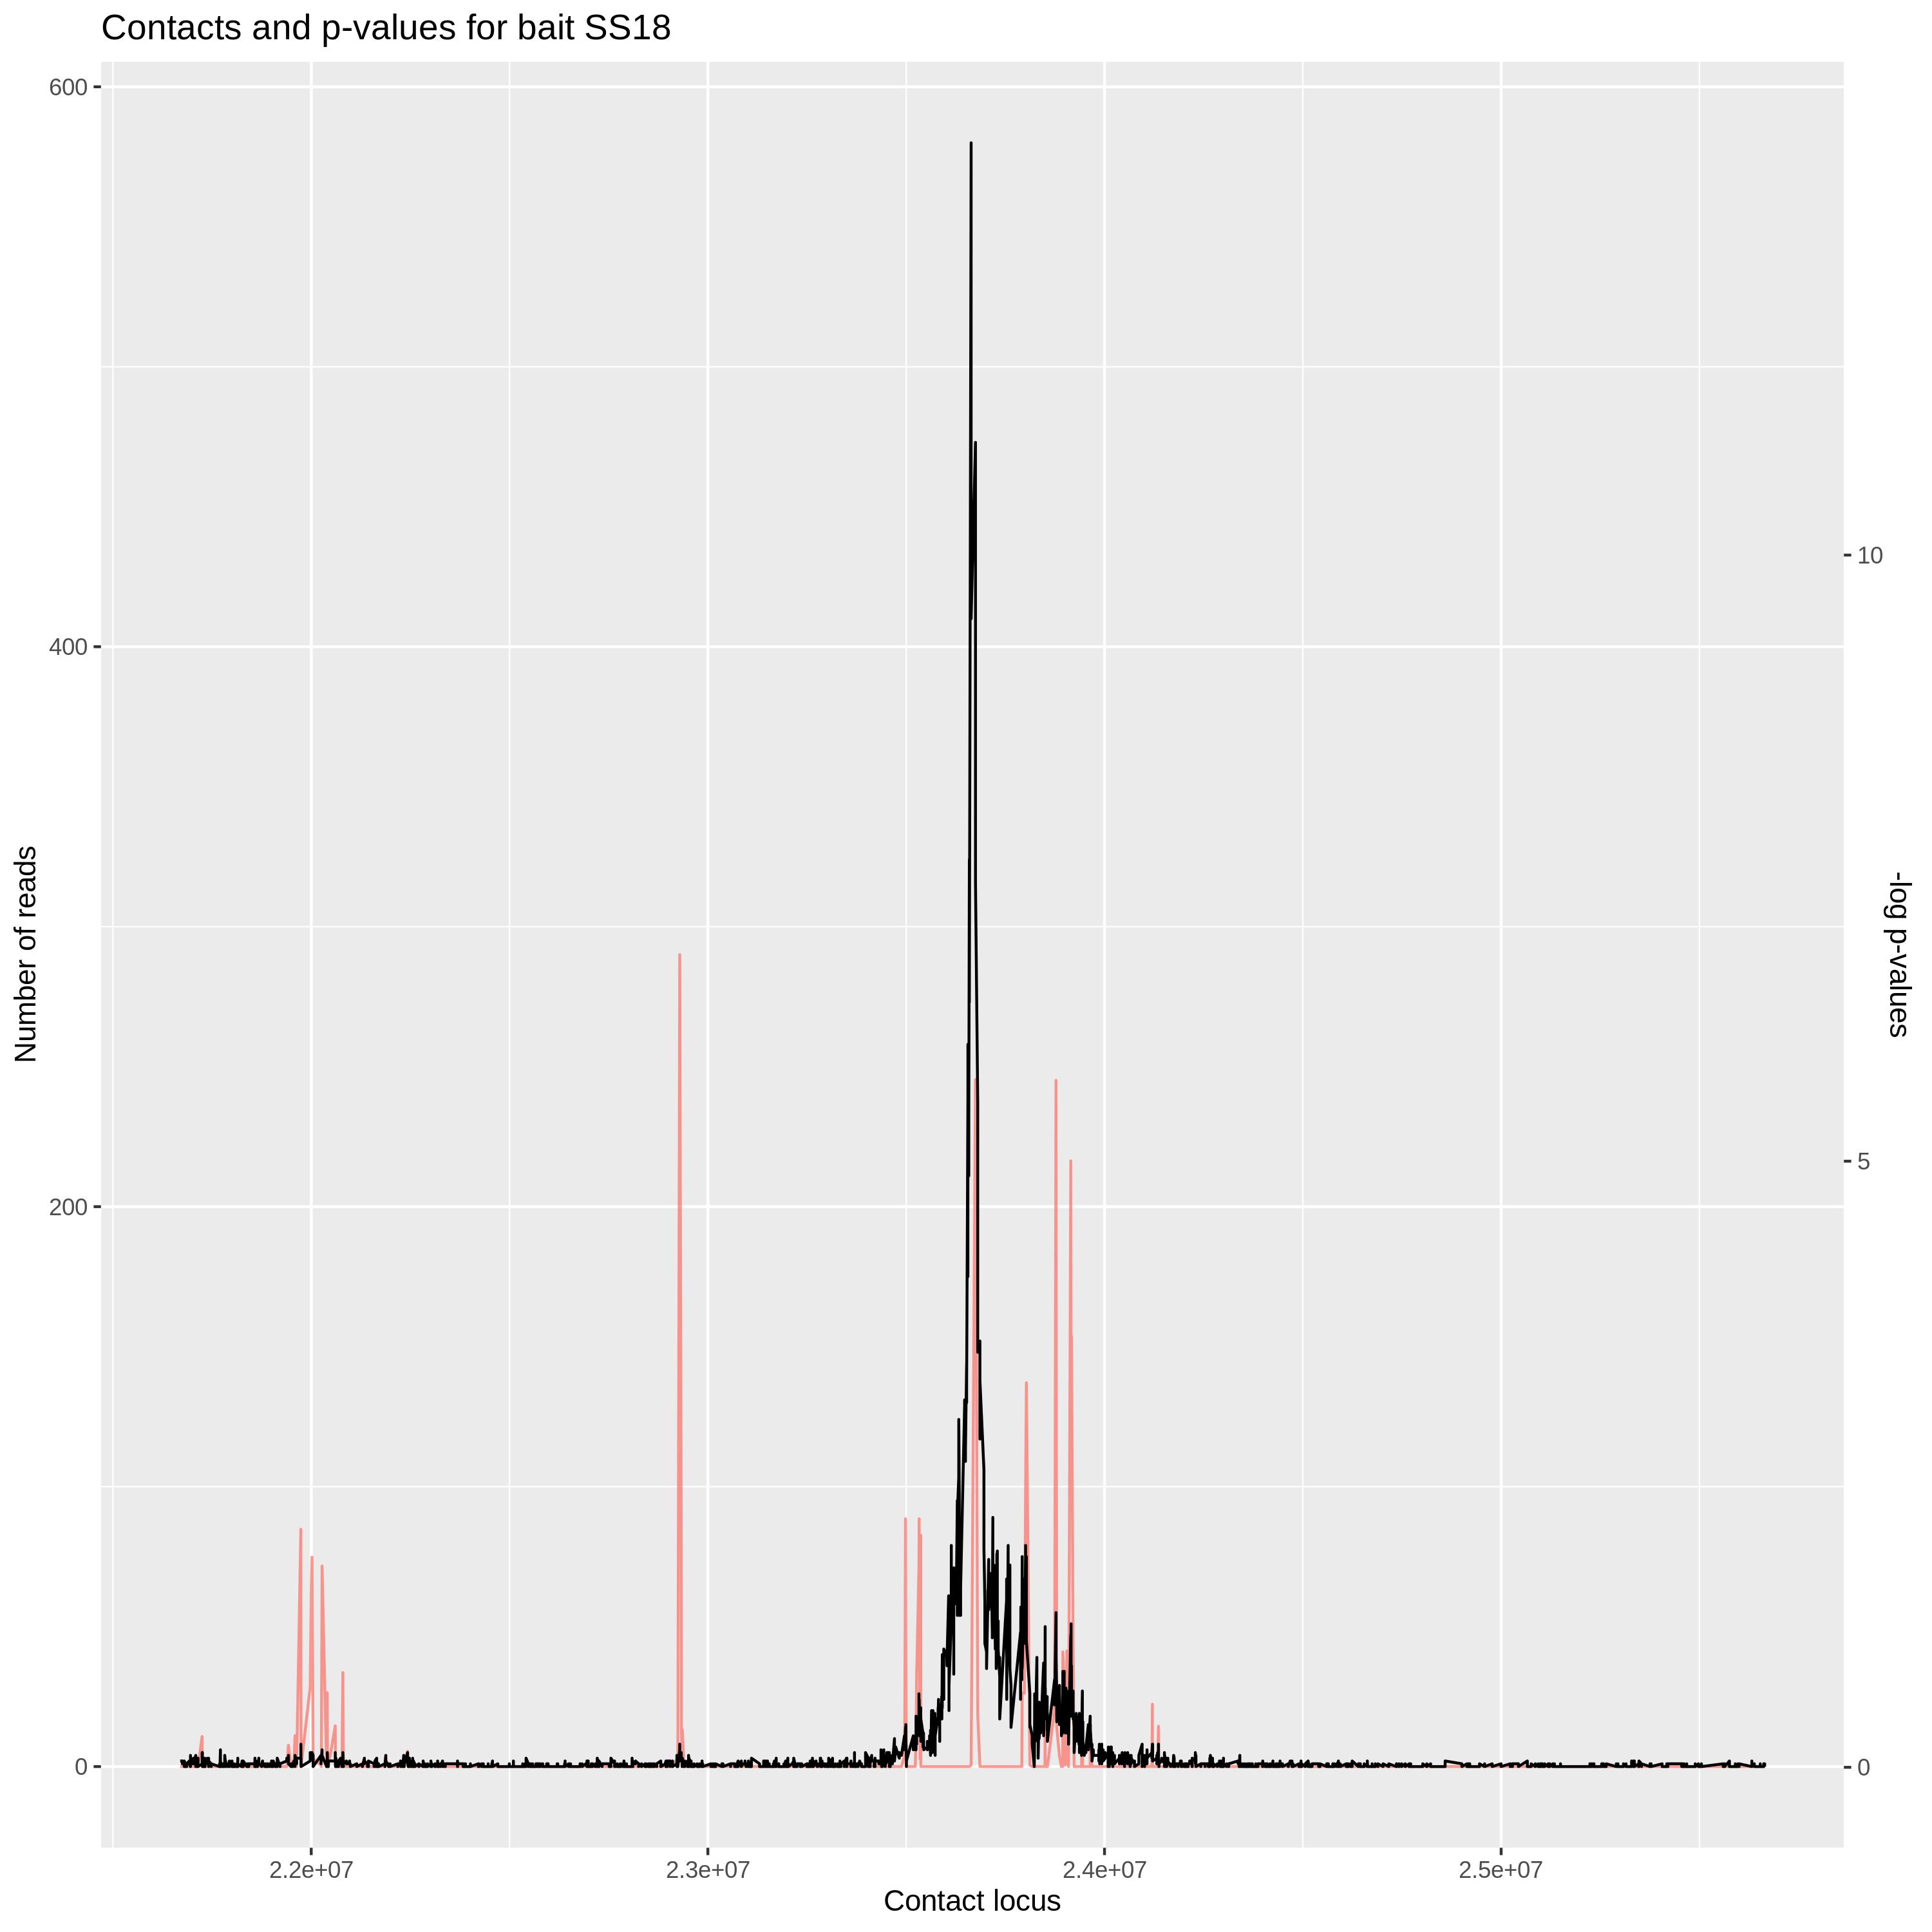 Contacts and p-values for bait SS18
600
400
200
0
Number of reads
10
5
0
-log p-values
2.2e+07
2.3e+07
2.4e+07
2.5e+07
Contact locus